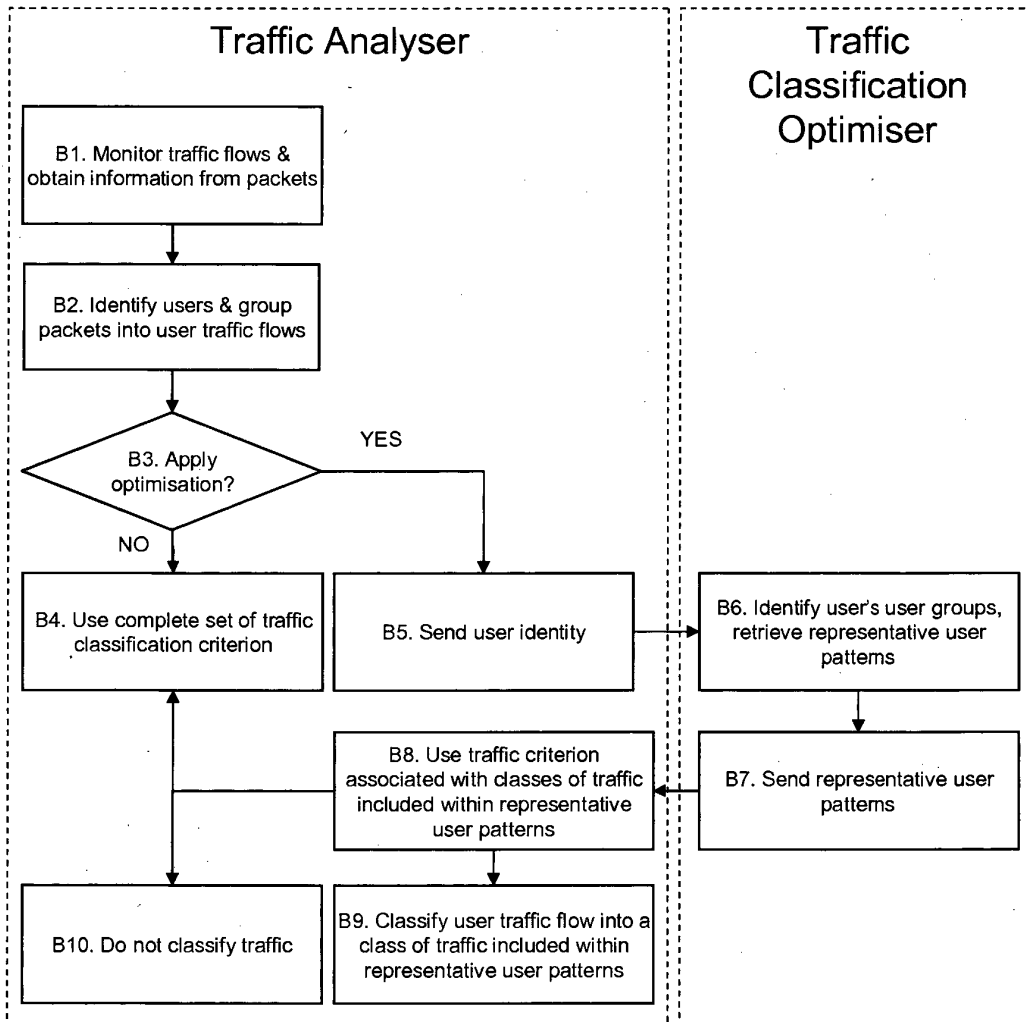 Traffic Analyser
Traffic
Classification
Optimiser
B1. Monitor traffic flows &
obtain information from packets
B2. Identify users & group
packets into user traffic flows
B3. Apply
optimisation?
YES
NO
B4. Use complete set of traffic
classification criterion
B5. Send user identity
B6. Identify user's user groups,
retrieve representative user
patterns
B7. Send representative user
patterns
B8. Use traffic criterion
associated with classes of traffic
included within representative
user patterns
B9. Classify user traffic flow into a
class of traffic included within
representative user patterns
B10. Do not classify traffic